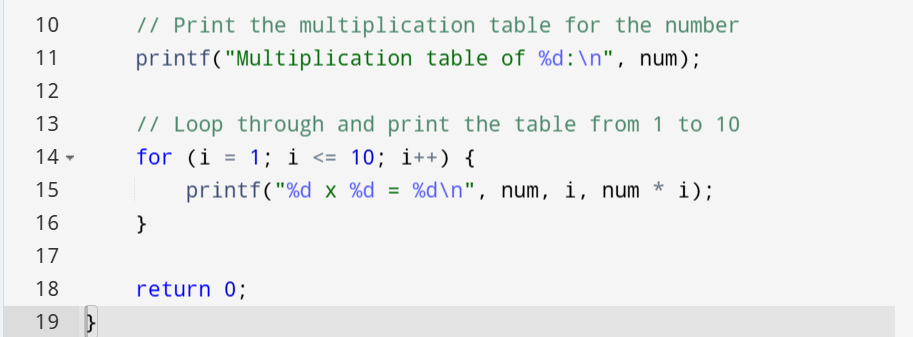 10 // Print the multiplication table for the number
11 printf("Multiplication table of %d:\n", num);
12
13 // Loop through and print the table from 1 to 10
14 for (i = 1; i <= 10; i++) {
15 printf("%d x %d = %d\n", num, i, num * i);
16 }
17
18 return 0;
19 }